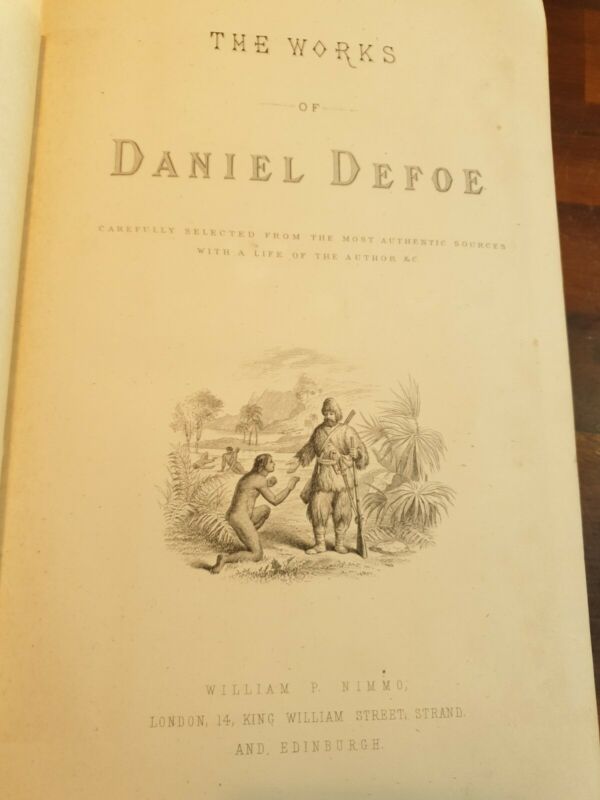 THE WORKS
OF
DANIEL DEFOE
CAREFULLY SELECTED FROM THE MOST AUTHENTIC SOURCES
WITH A LIFE OF THE AUTHOR &C
WILLIAM P. NIMMO,
LONDON, 14, KING WILLIAM STREET, STRAND.
AND, EDINBURGH.